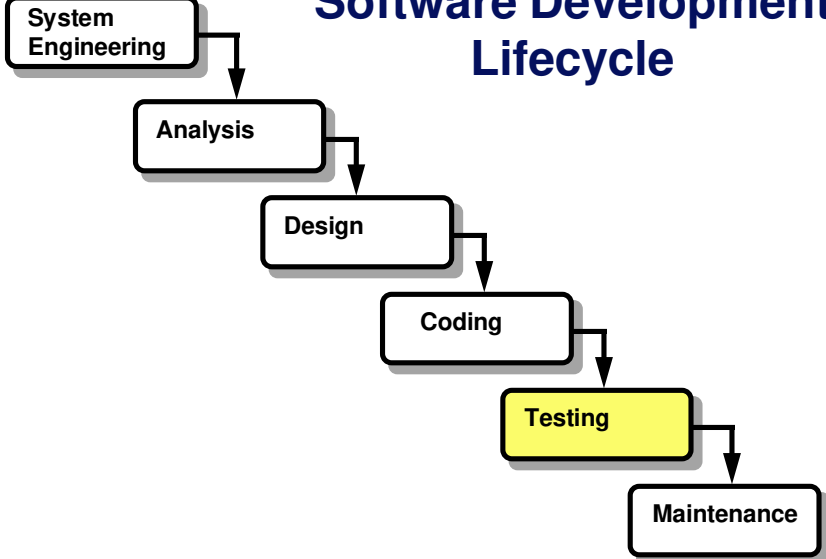 Software Development
Lifecycle
System
Engineering
Analysis
Design
Coding
Testing
Maintenance